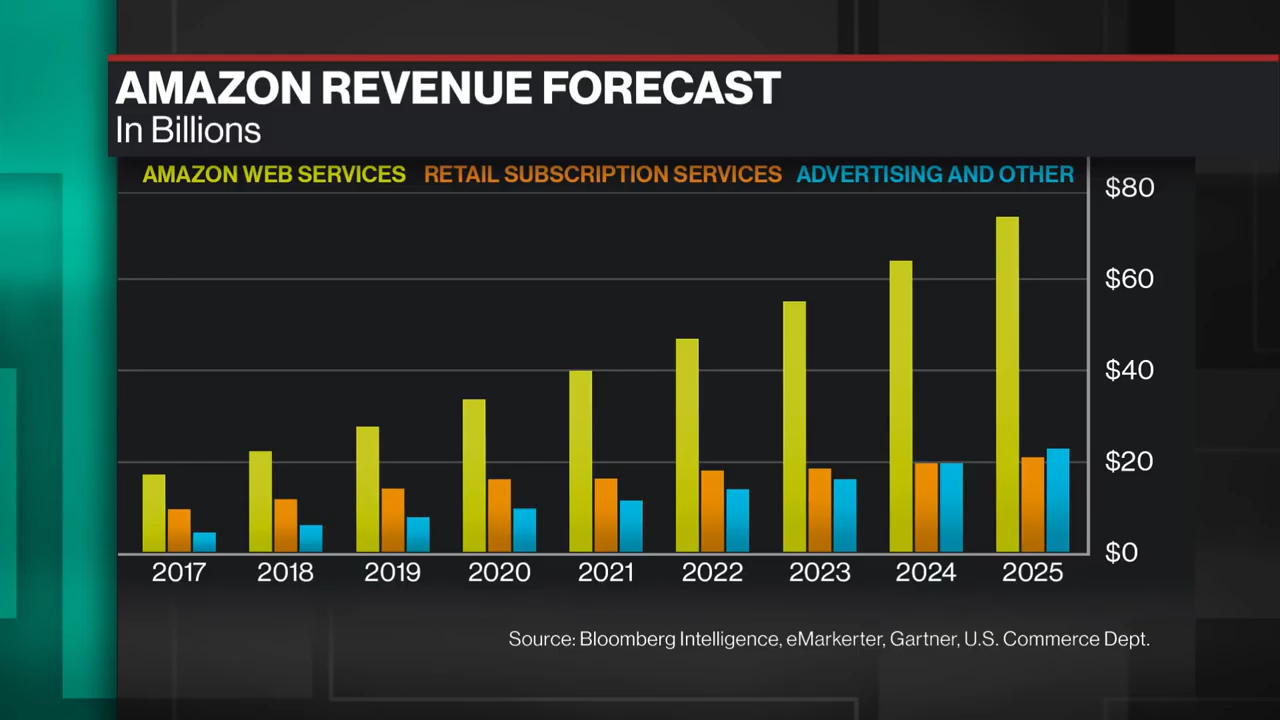 AMAZON REVENUE FORECAST
In Billions
AMAZON WEB SERVICES RETAIL SUBSCRIPTION SERVICES ADVERTISING AND OTHER
$80
$60
$40
$20
$0
2017 2018 2019 2020 2021 2022 2023 2024 2025
Source: Bloomberg Intelligence, eMarkerter, Gartner, U.S. Commerce Dept.